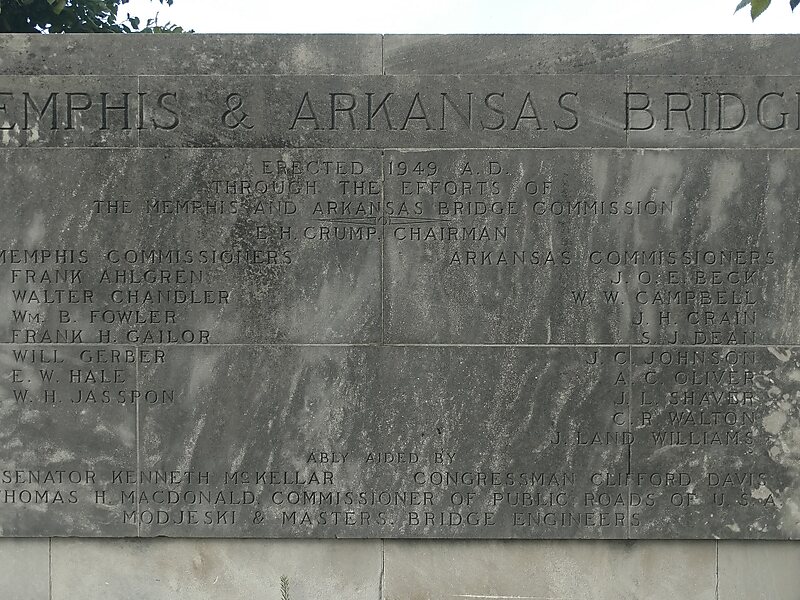 EMPHIS & ARKANSAS BRIDG
ERECTED 1949 A.D.
THROUGH THE EFFORTS OF
THE MEMPHIS AND ARKANSAS BRIDGE COMMISSION
E.H. CRUMP, CHAIRMAN
MEMPHIS COMMISSIONERS
FRANK AHLGREN
WALTER CHANDLER
WM. B. FOWLER
FRANK H. GAILOR
WILL GERBER
E. W. HALE
W. H. JASSPON
ARKANSAS COMMISSIONERS
J. O. E. BECK
W. W. CAMPBELL
J. H. CRAIN
S. J. DEAN
J. C. JOHNSON
A. C. OLIVER
J. L. SHAVER
C. R. WALTON
J. LAND WILLIAMS
ABLY AIDED BY
SENATOR KENNETH MCKELLAR CONGRESSMAN CLIFFORD DAVIS
THOMAS H. MACDONALD, COMMISSIONER OF PUBLIC ROADS OF U.S.A.
MODJESKI & MASTERS, BRIDGE ENGINEERS